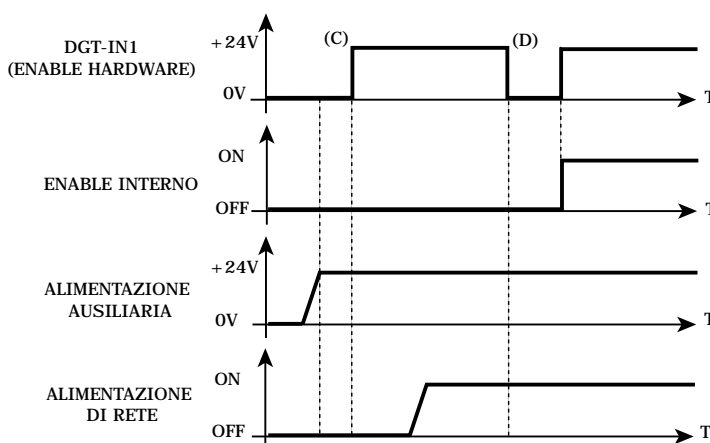 DGT-IN1
(ENABLE HARDWARE)
+24V
0V
(C)
(D)
T
ENABLE INTERNO
ON
OFF
T
ALIMENTAZIONE
AUSILIARIA
+24V
0V
T
ALIMENTAZIONE
DI RETE
ON
OFF
T